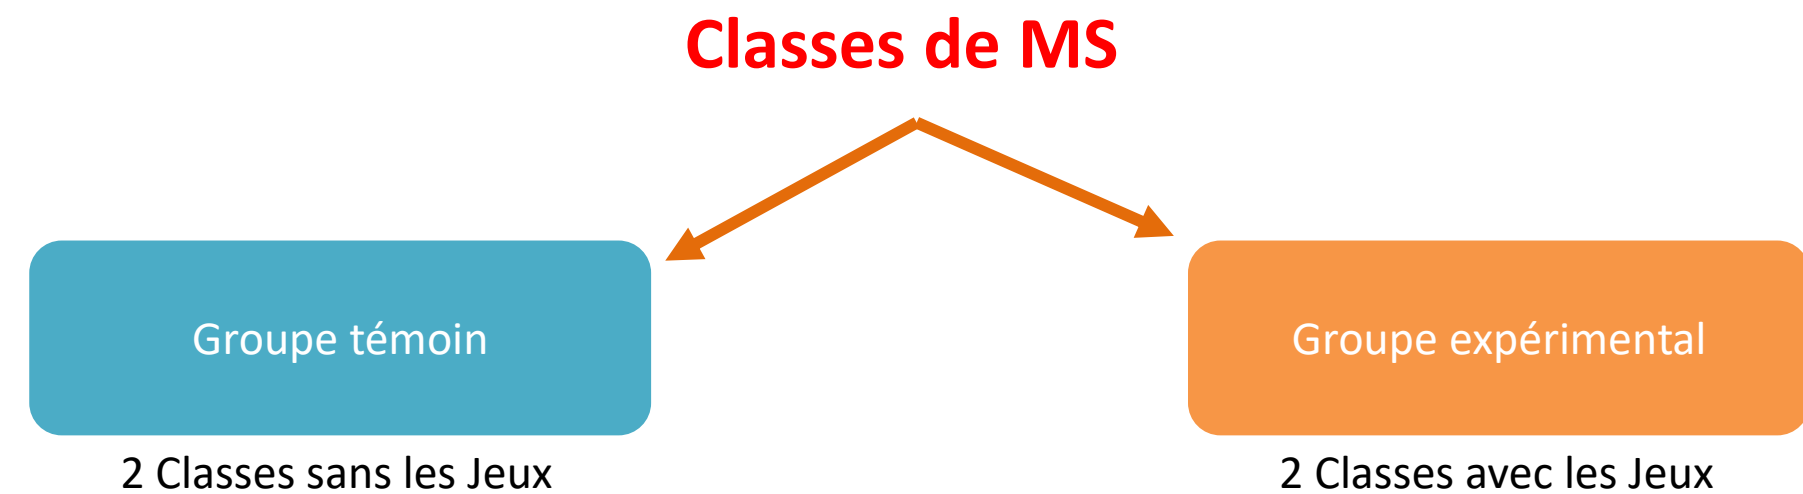 Classes de MS
Groupe témoin
Groupe expérimental
2 Classes sans les Jeux
2 Classes avec les Jeux